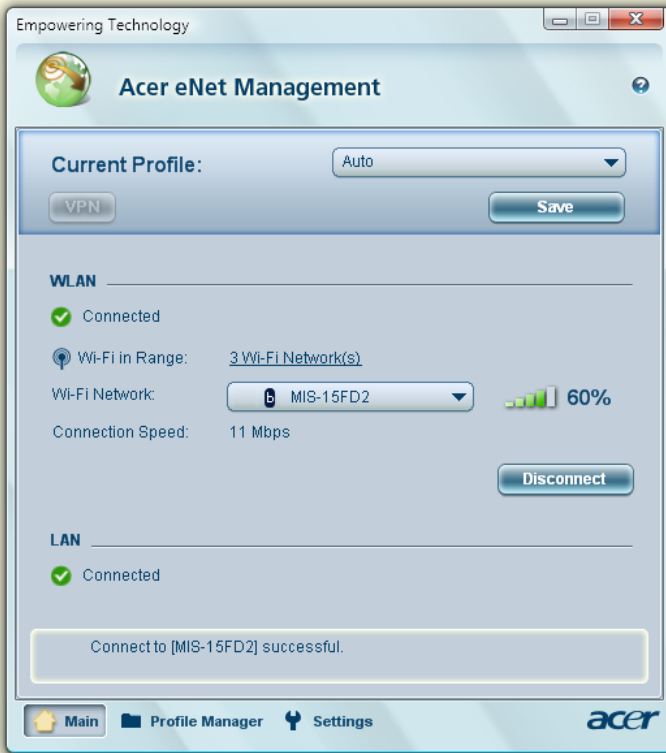 Empowering Technology
Acer eNet Management
Current Profile: Auto
VPN Save
WLAN
Connected
Wi-Fi in Range: 3 Wi-Fi Network(s)
Wi-Fi Network: b MIS-15FD2 60%
Connection Speed: 11 Mbps
Disconnect
LAN
Connected
Connect to [MIS-15FD2] successful.
Main Profile Manager Settings acer